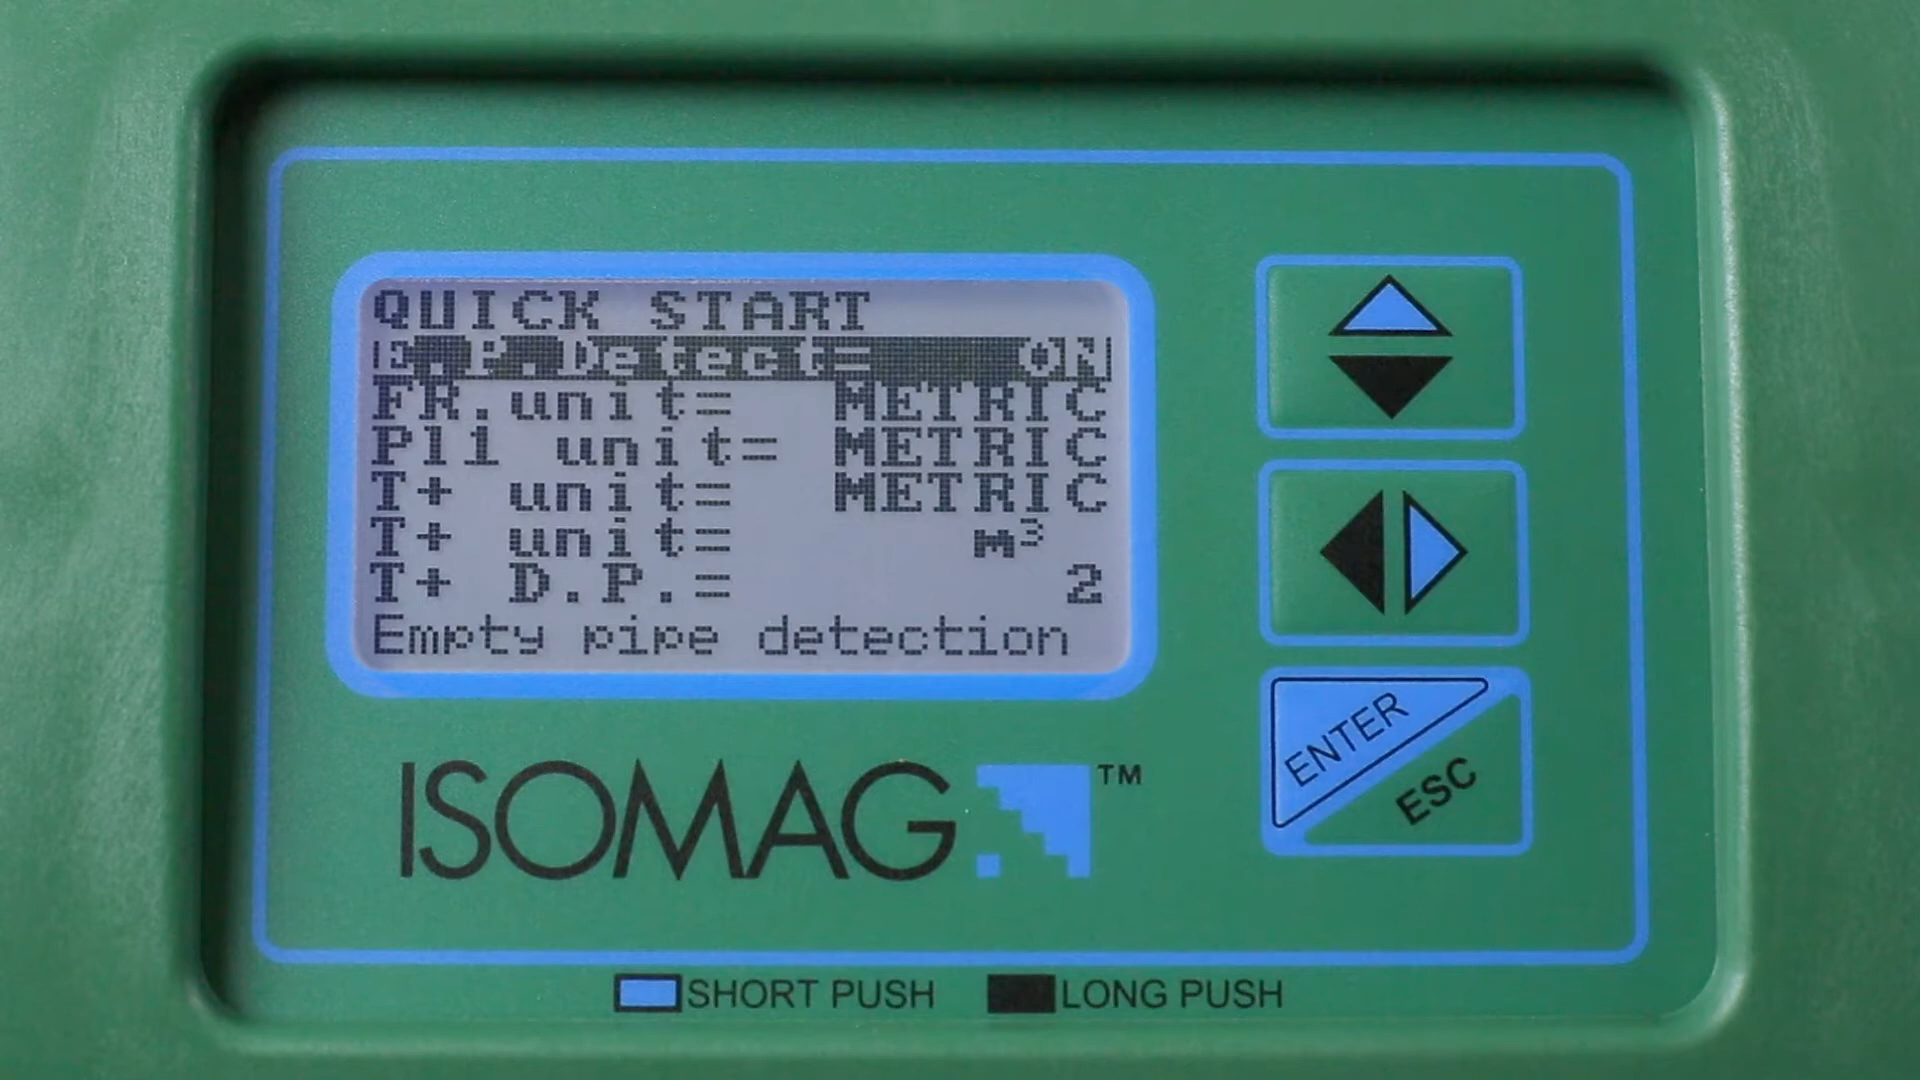 QUICK START
E.P.Detect= ON
FR.unit= METRIC
Pl1 unit= METRIC
T+ unit= METRIC
T+ unit= m³
T+ D.P.= 2
Empty pipe detection
ENTER
ESC
ISOMAG™
SHORT PUSH LONG PUSH